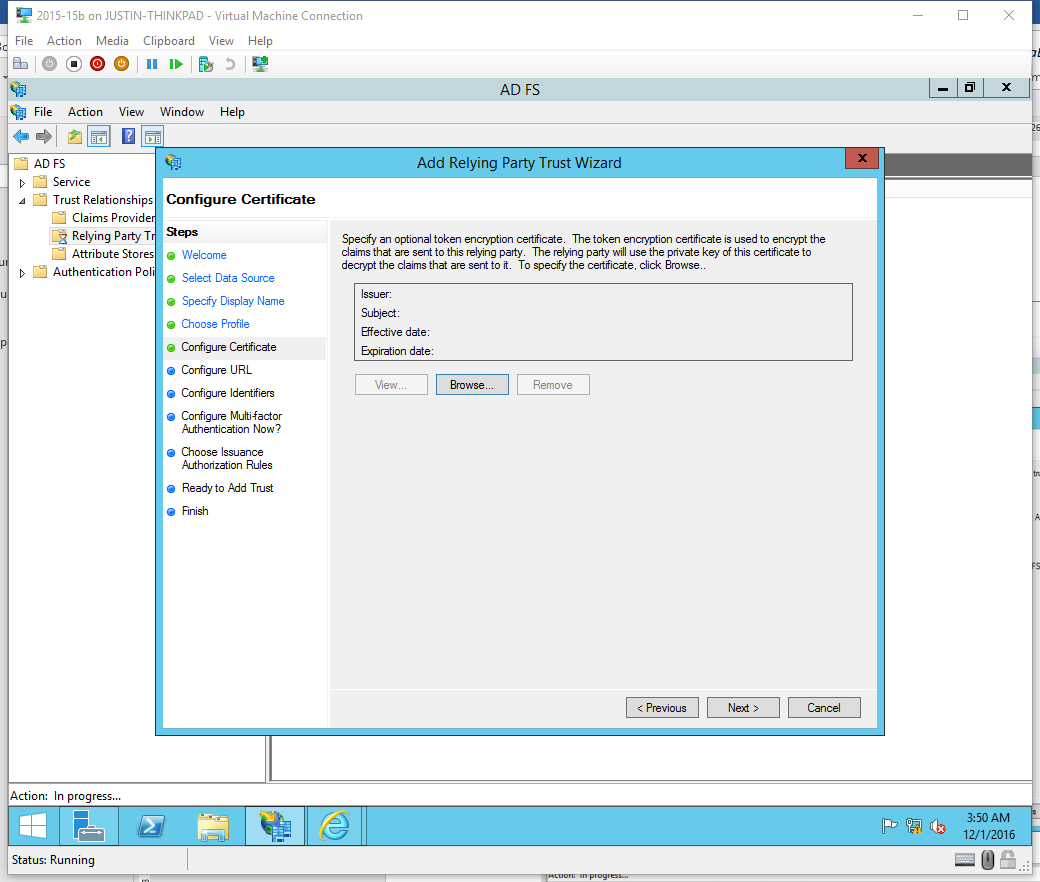 2015-15b on JUSTIN-THINKPAD - Virtual Machine Connection
File Action Media Clipboard View Help
AD FS
File Action View Window Help
AD FS
Service
Trust Relationships
Claims Provider
Relying Party Tr
Attribute Stores
Authentication Poli
Add Relying Party Trust Wizard
X
Configure Certificate
Steps
Welcome
Select Data Source
Specify Display Name
Choose Profile
Configure Certificate
Configure URL
Configure Identifiers
Configure Multi-factor
Authentication Now?
Choose Issuance
Authorization Rules
Ready to Add Trust
Finish
Specify an optional token encryption certificate. The token encryption certificate is used to encrypt the
claims that are sent to this relying party. The relying party will use the private key of this certificate to
decrypt the claims that are sent to it. To specify the certificate, click Browse..
Issuer:
Subject:
Effective date:
Expiration date:
View... Browse... Remove
< Previous Next > Cancel
Action: In progress...
3:50 AM
12/1/2016
Status: Running
Action: In progress...